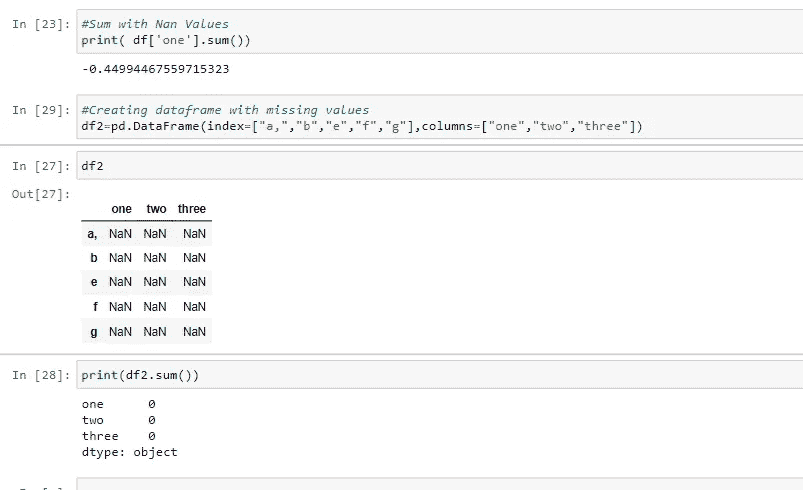 In [23]: #Sum with Nan Values
print( df['one'].sum())
-0.44994467559715323
In [29]: #Creating dataframe with missing values
df2=pd.DataFrame(index=["a,","b","e","f","g"],columns=["one","two","three"])
In [27]: df2
Out[27]:
one two three
a, NaN NaN NaN
b NaN NaN NaN
e NaN NaN NaN
f NaN NaN NaN
g NaN NaN NaN
In [28]: print(df2.sum())
one 0
two 0
three 0
dtype: object